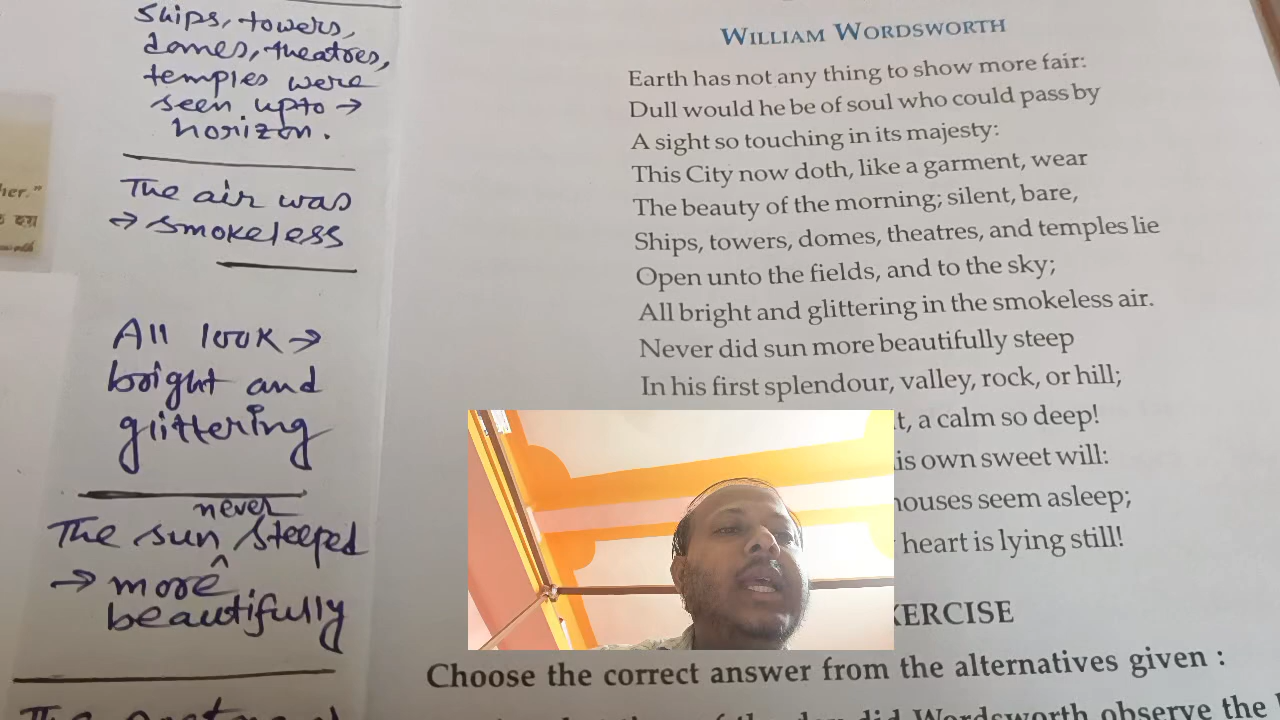 ships, towers,
domes, theatres,
temples were
seen upto →
horizon.
The air was
→ smokeless
All look →
bright and
glittering
never
The sun steeped
→ more
beautifully
her."
WILLIAM WORDSWORTH
Earth has not any thing to show more fair:
Dull would he be of soul who could pass by
A sight so touching in its majesty:
This City now doth, like a garment, wear
The beauty of the morning; silent, bare,
Ships, towers, domes, theatres, and temples lie
Open unto the fields, and to the sky;
All bright and glittering in the smokeless air.
Never did sun more beautifully steep
In his first splendour, valley, rock, or hill;
t, a calm so deep!
is own sweet will:
houses seem asleep;
heart is lying still!
XERCISE
Choose the correct answer from the alternatives given :
did Wordsworth observe the